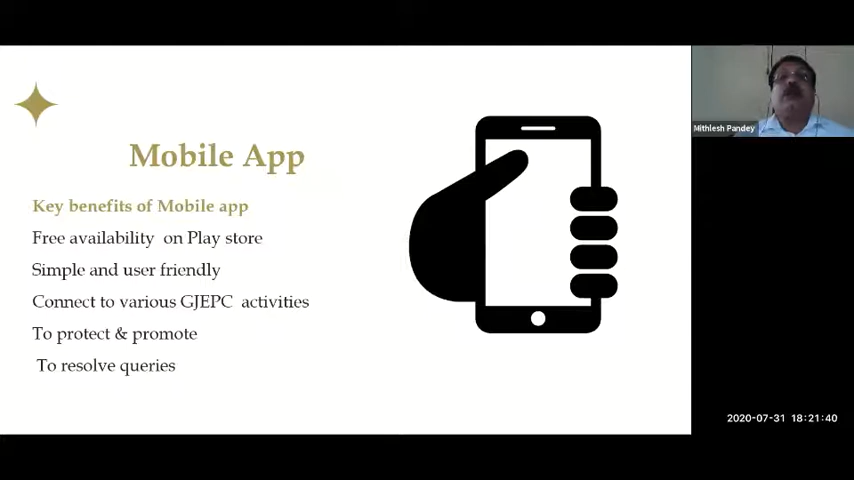 Mobile App
Key benefits of Mobile app
Free availability on Play store
Simple and user friendly
Connect to various GJEPC activities
To protect & promote
To resolve queries
Mithlesh Pandey
2020-07-31 18:21:40